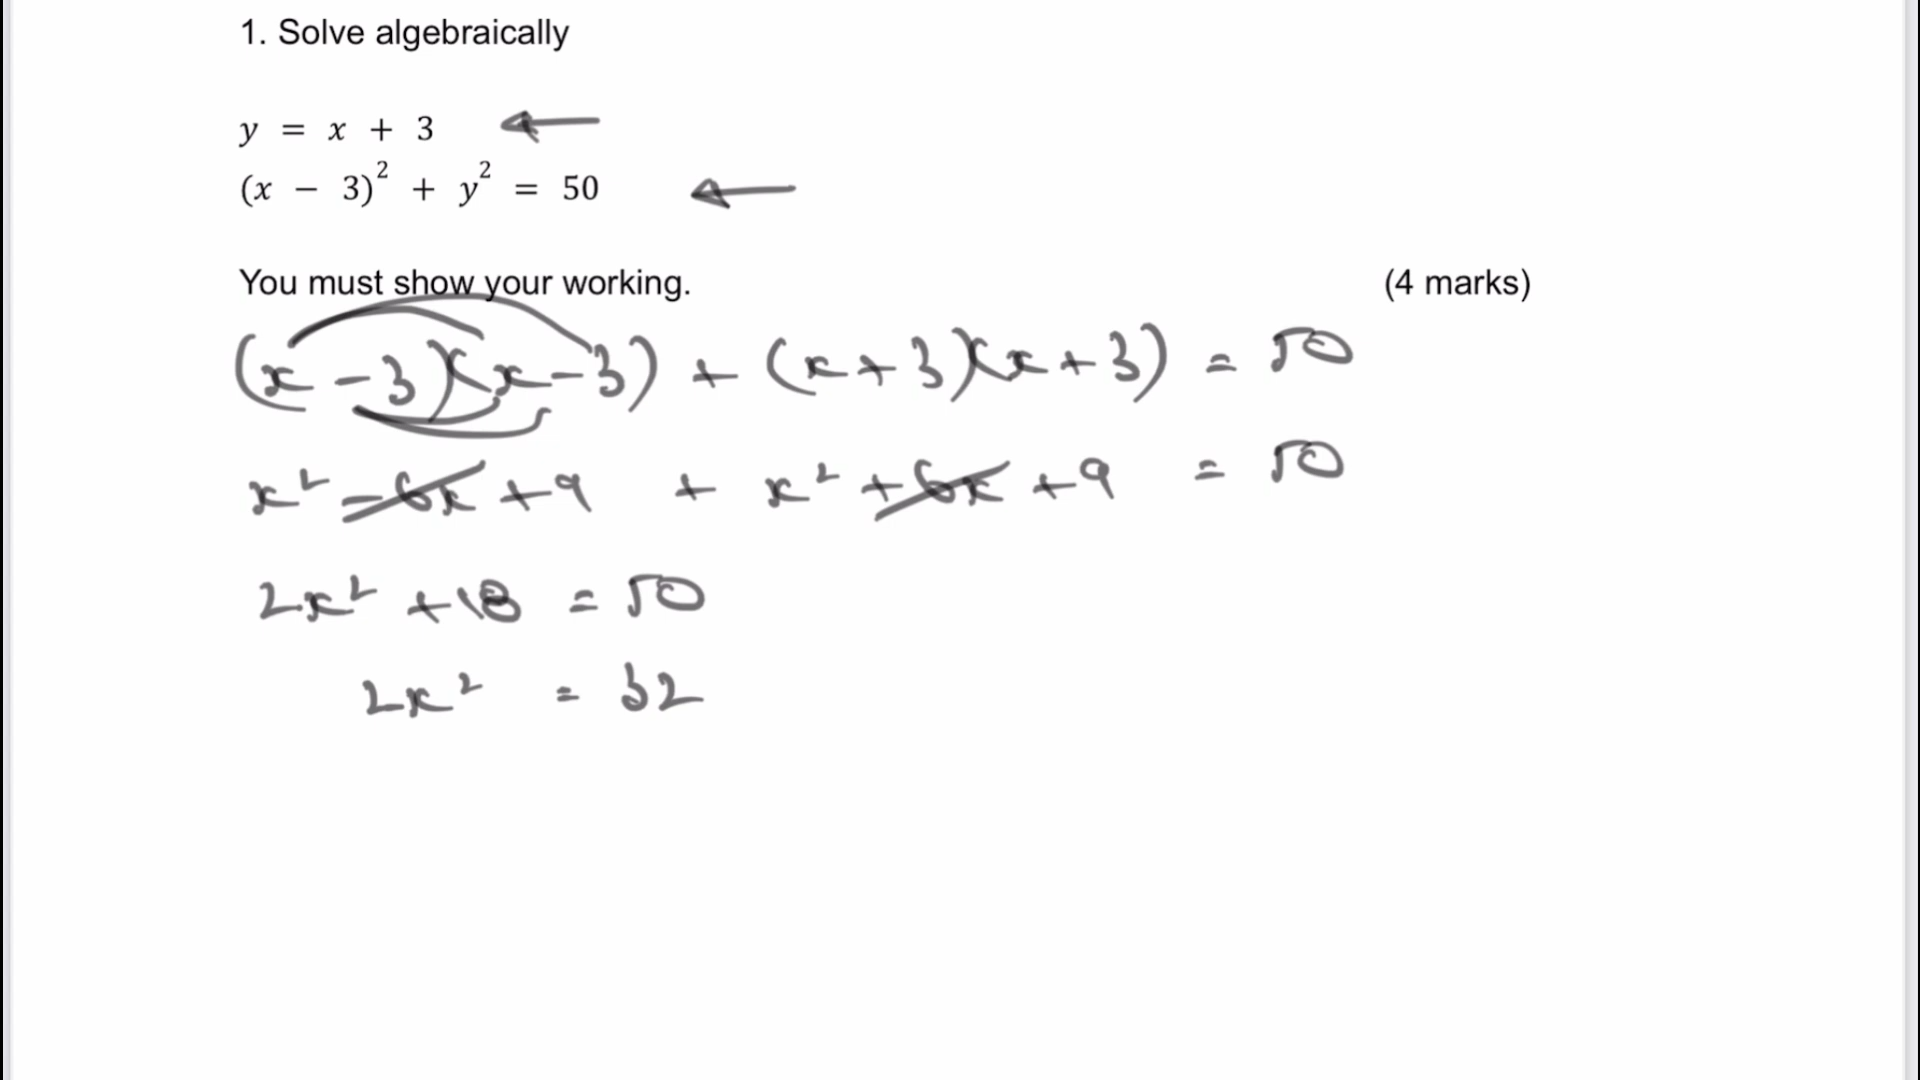 1. Solve algebraically
y = x + 3
(x − 3)² + y² = 50
You must show your working. (4 marks)
(x − 3)(x − 3) + (x + 3)(x + 3) = 50
x² − 6x + 9 + x² + 6x + 9 = 50
2x² + 18 = 50
2x² = 32